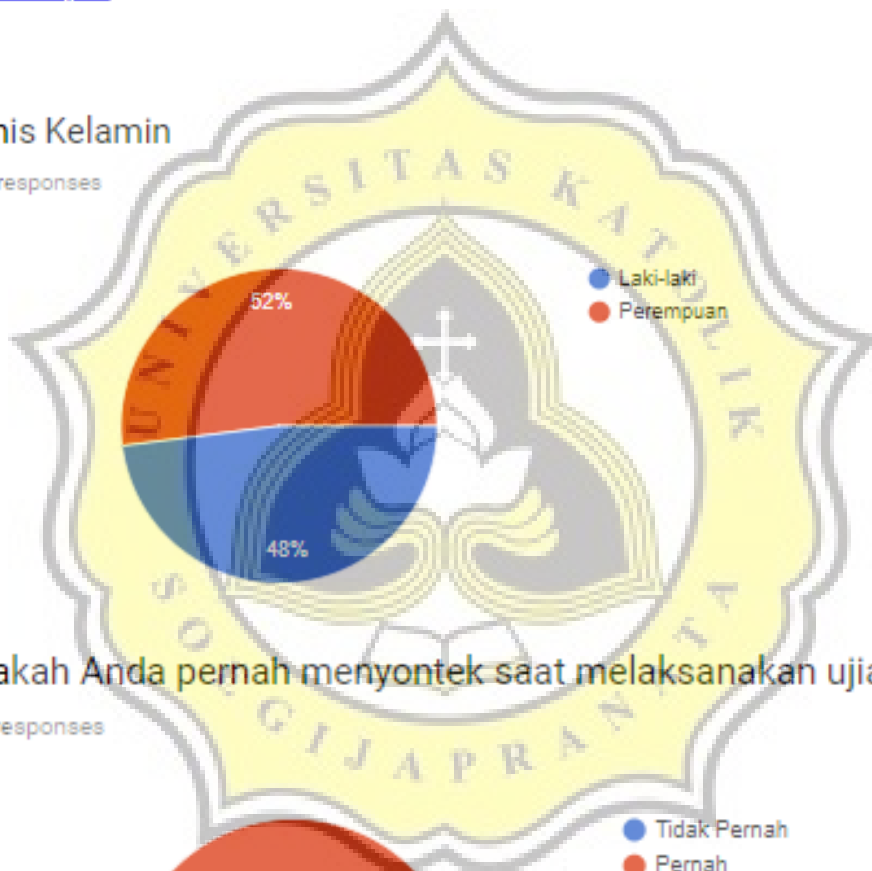 nis Kelamin
responses
52%
48%
Laki-laki
Perempuan
akah Anda pernah menyontek saat melaksanakan ujia
responses
Tidak Pernah
Pernah
UNIVERSITAS KATOLIK
SOEGIJAPRANATA